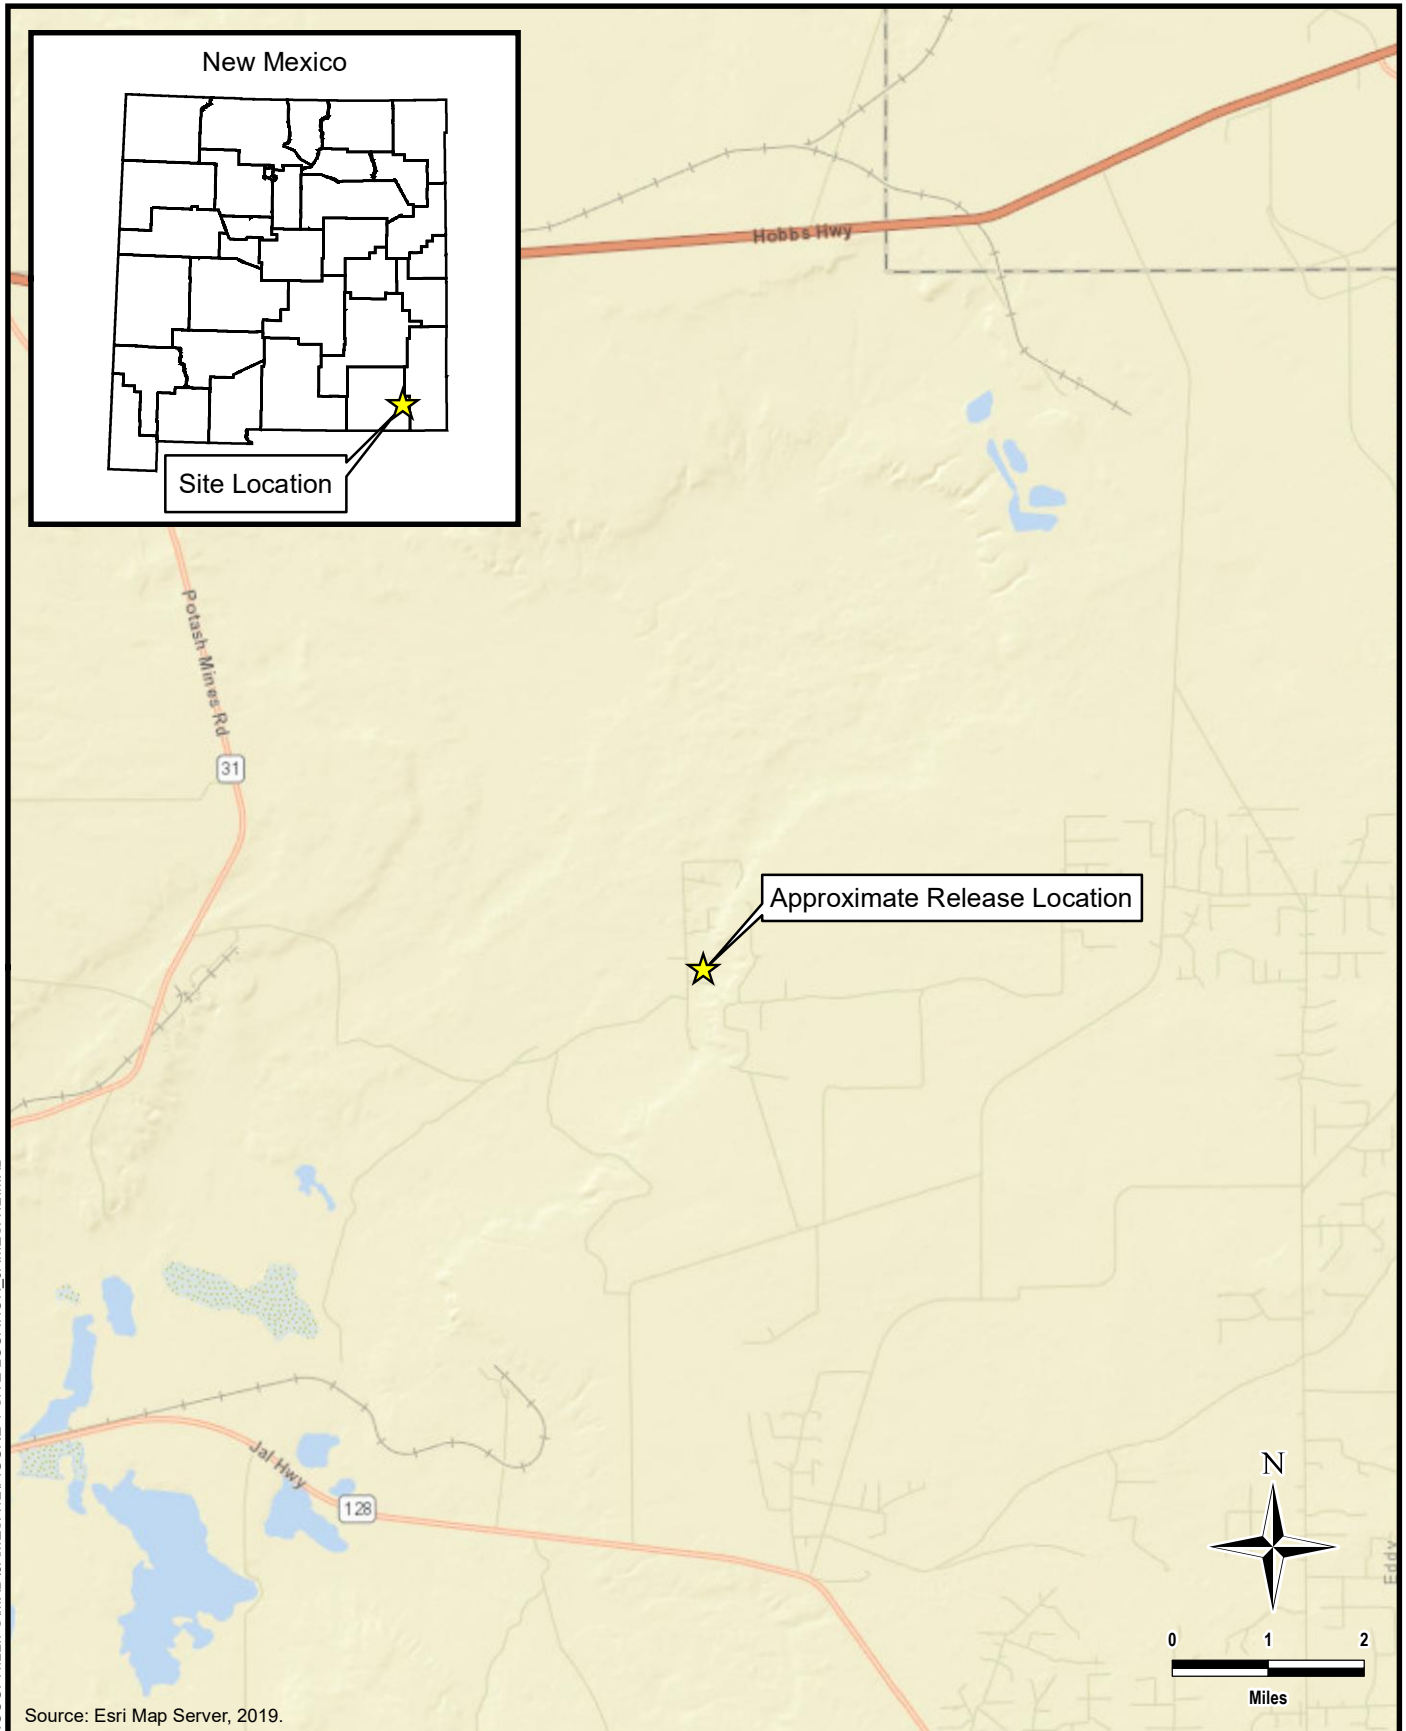 New Mexico
Site Location
Hobbs Hwy
Potash Mines Rd
31
Approximate Release Location
Jal Hwy
128
N
Eddy
0 1 2
Miles
Source: Esri Map Server, 2019.